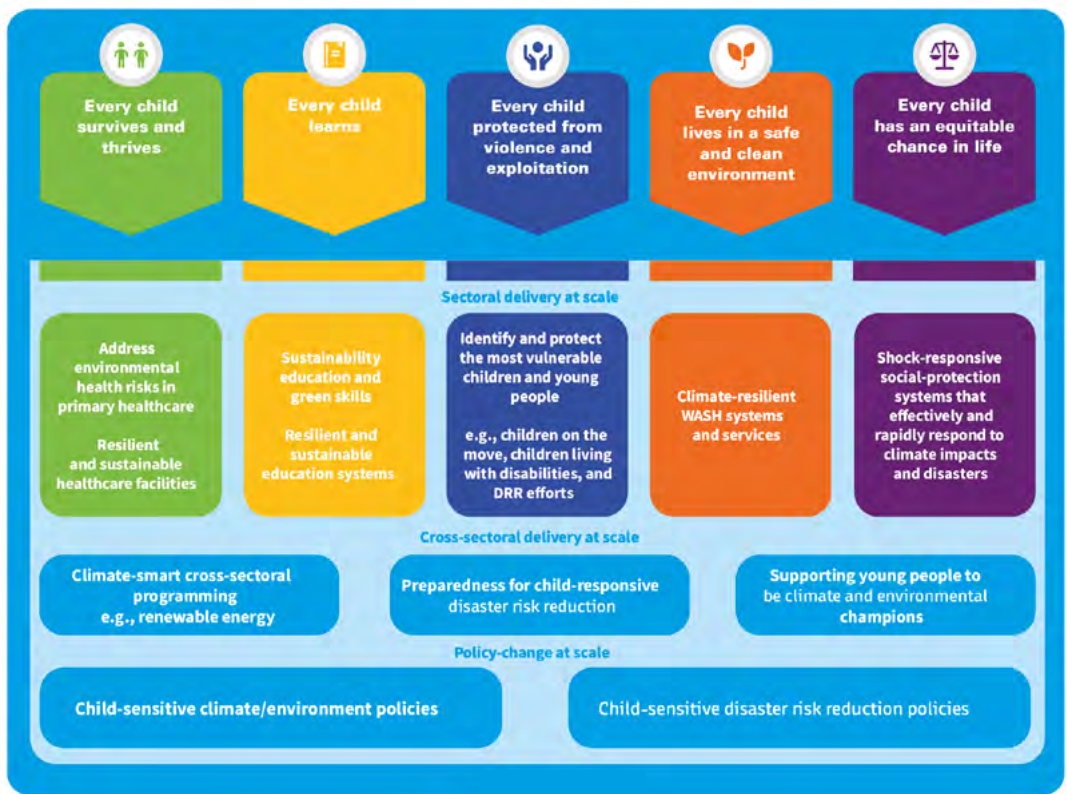 Every child
survives and
thrives
Every child
learns
Every child
protected from
violence and
exploitation
Every child
lives in a safe
and clean
environment
Every child
has an equitable
chance in life
Sectoral delivery at scale
Address
environmental
health risks in
primary healthcare
Resilient
and sustainable
healthcare facilities
Sustainability
education and
green skills
Resilient and
sustainable
education systems
Identify and protect
the most vulnerable
children and young
people
e.g., children on the
move, children living
with disabilities, and
DRR efforts
Climate-resilient
WASH systems
and services
Shock-responsive
social-protection
systems that
effectively and
rapidly respond to
climate impacts
and disasters
Cross-sectoral delivery at scale
Climate-smart cross-sectoral
programming
e.g., renewable energy
Preparedness for child-responsive
disaster risk reduction
Supporting young people to
be climate and environmental
champions
Policy-change at scale
Child-sensitive climate/environment policies
Child-sensitive disaster risk reduction policies